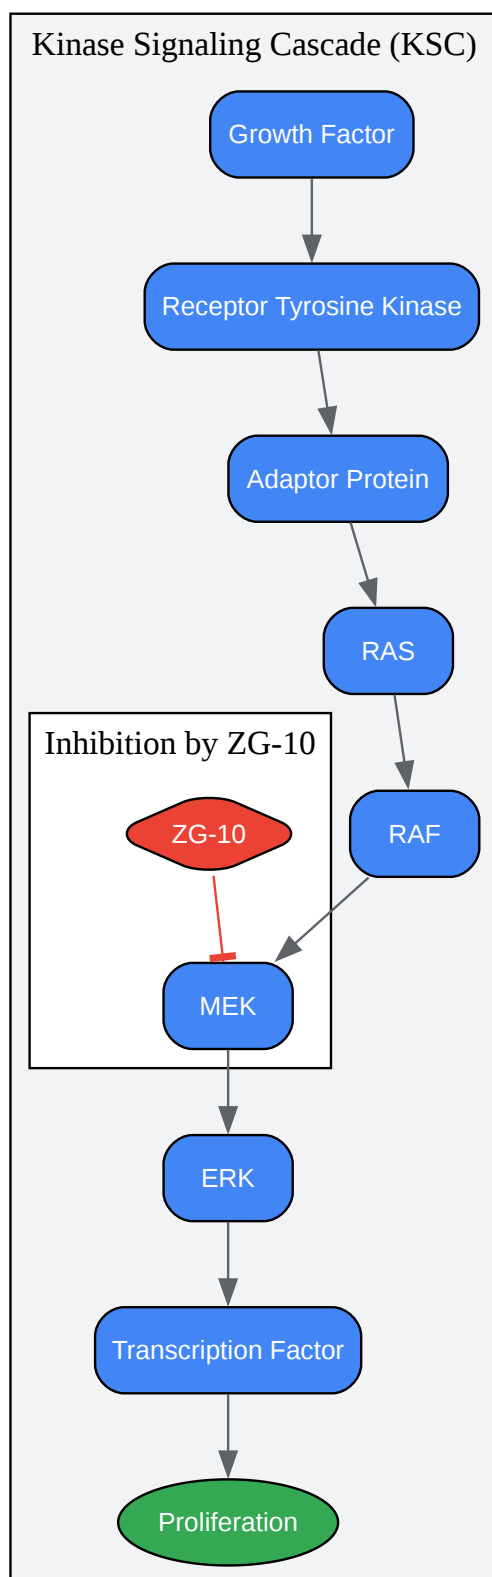 Kinase Signaling Cascade (KSC)
Growth Factor
Receptor Tyrosine Kinase
Adaptor Protein
RAS
Inhibition by ZG-10
ZG-10
RAF
MEK
ERK
Transcription Factor
Proliferation